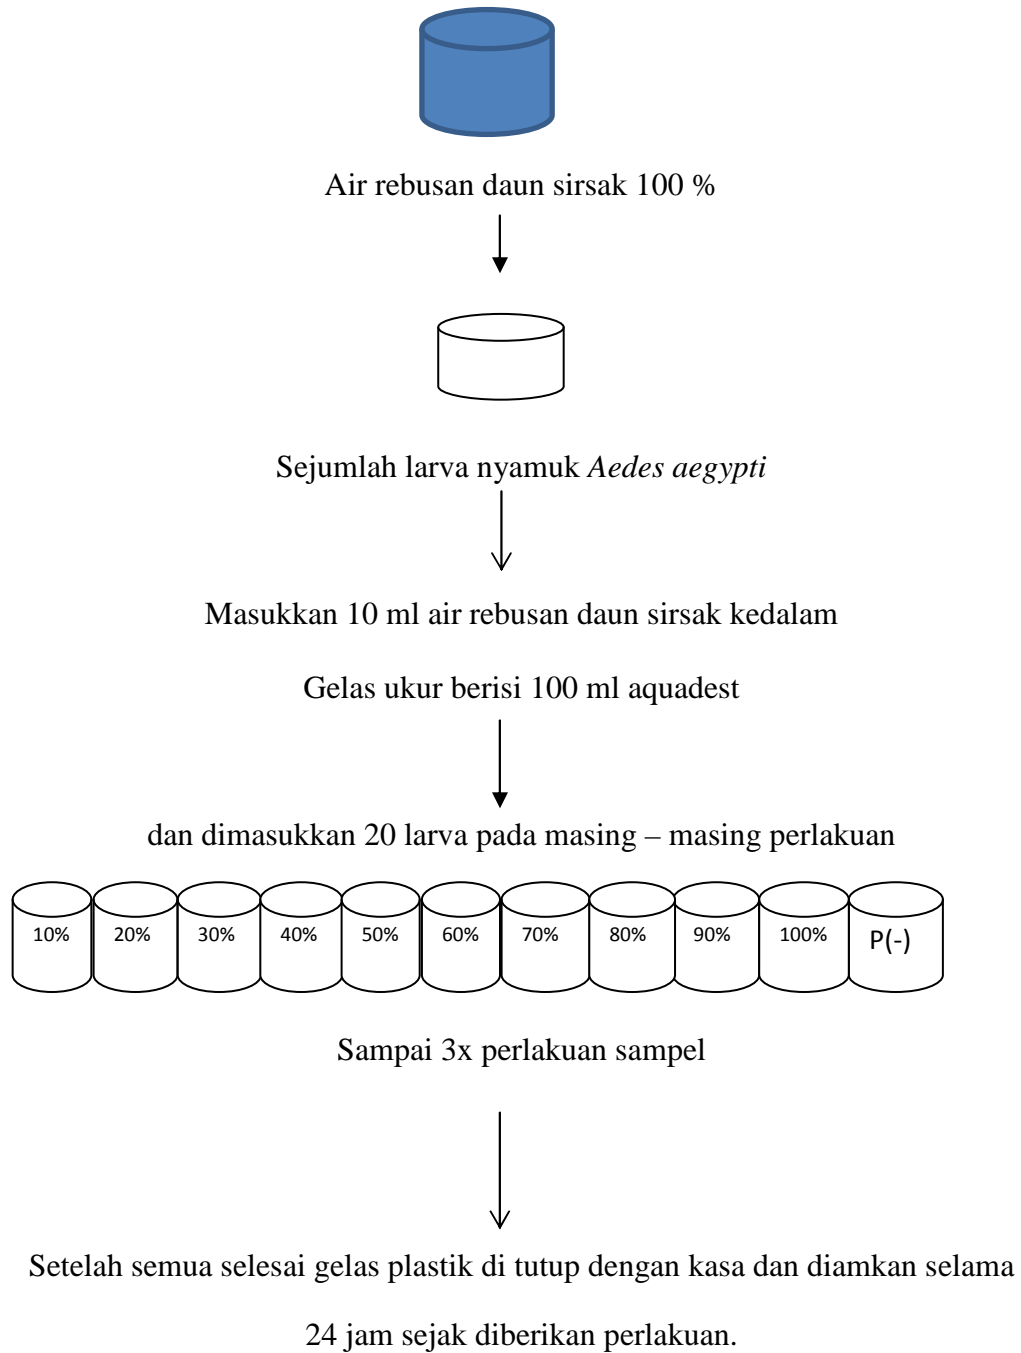 Air rebusan daun sirsak 100 %
Sejumlah larva nyamuk Aedes aegypti
Masukkan 10 ml air rebusan daun sirsak kedalam
Gelas ukur berisi 100 ml aquadest
dan dimasukkan 20 larva pada masing – masing perlakuan
10% 20% 30% 40% 50% 60% 70% 80% 90% 100% P(-)
Sampai 3x perlakuan sampel
Setelah semua selesai gelas plastik di tutup dengan kasa dan diamkan selama
24 jam sejak diberikan perlakuan.